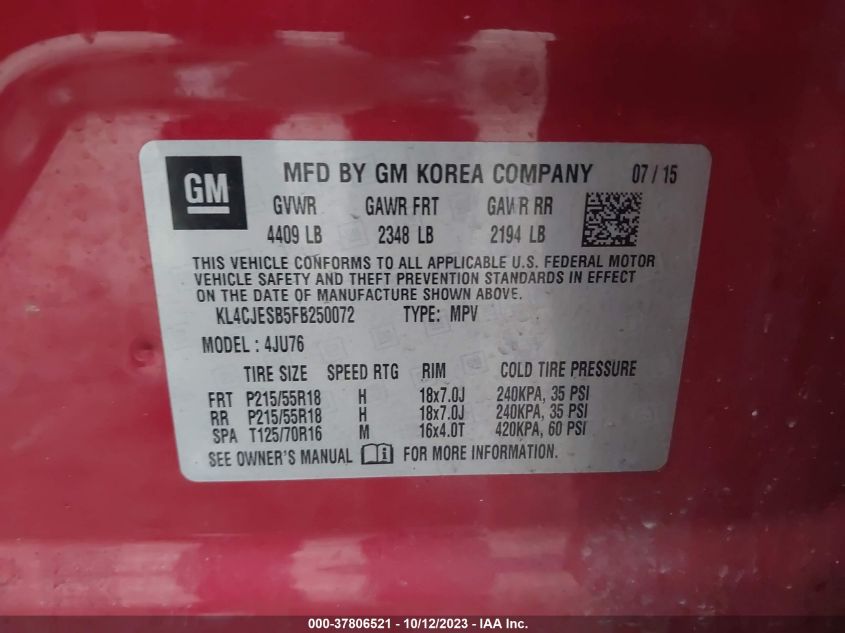 GM
MFD BY GM KOREA COMPANY 07 / 15
GVWR GAWR FRT GAWR RR
4409 LB 2348 LB 2194 LB
THIS VEHICLE CONFORMS TO ALL APPLICABLE U.S. FEDERAL MOTOR
VEHICLE SAFETY AND THEFT PREVENTION STANDARDS IN EFFECT
ON THE DATE OF MANUFACTURE SHOWN ABOVE.
KL4CJESB5FB250072 TYPE: MPV
MODEL : 4JU76
TIRE SIZE SPEED RTG RIM COLD TIRE PRESSURE
FRT P215/55R18 H 18x7.0J 240KPA, 35 PSI
RR P215/55R18 H 18x7.0J 240KPA, 35 PSI
SPA T125/70R16 M 16x4.0T 420KPA, 60 PSI
SEE OWNER'S MANUAL FOR MORE INFORMATION.
000-37806521 - 10/12/2023 - IAA Inc.